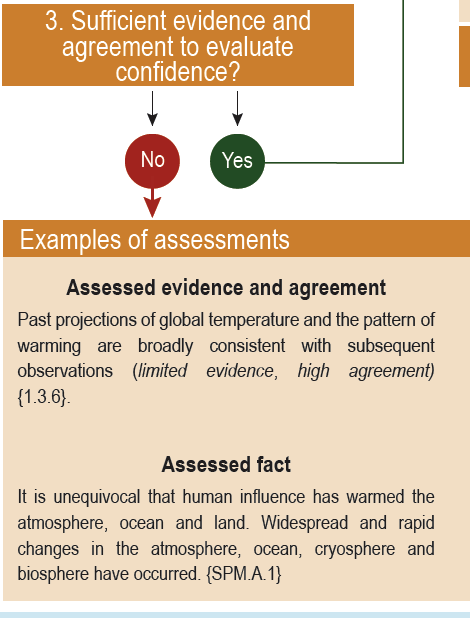 3. Sufficient evidence and
agreement to evaluate
confidence?
No
Yes
Examples of assessments
Assessed evidence and agreement
Past projections of global temperature and the pattern of
warming are broadly consistent with subsequent
observations (limited evidence, high agreement)
{1.3.6}.
Assessed fact
It is unequivocal that human influence has warmed the
atmosphere, ocean and land. Widespread and rapid
changes in the atmosphere, ocean, cryosphere and
biosphere have occurred. {SPM.A.1}